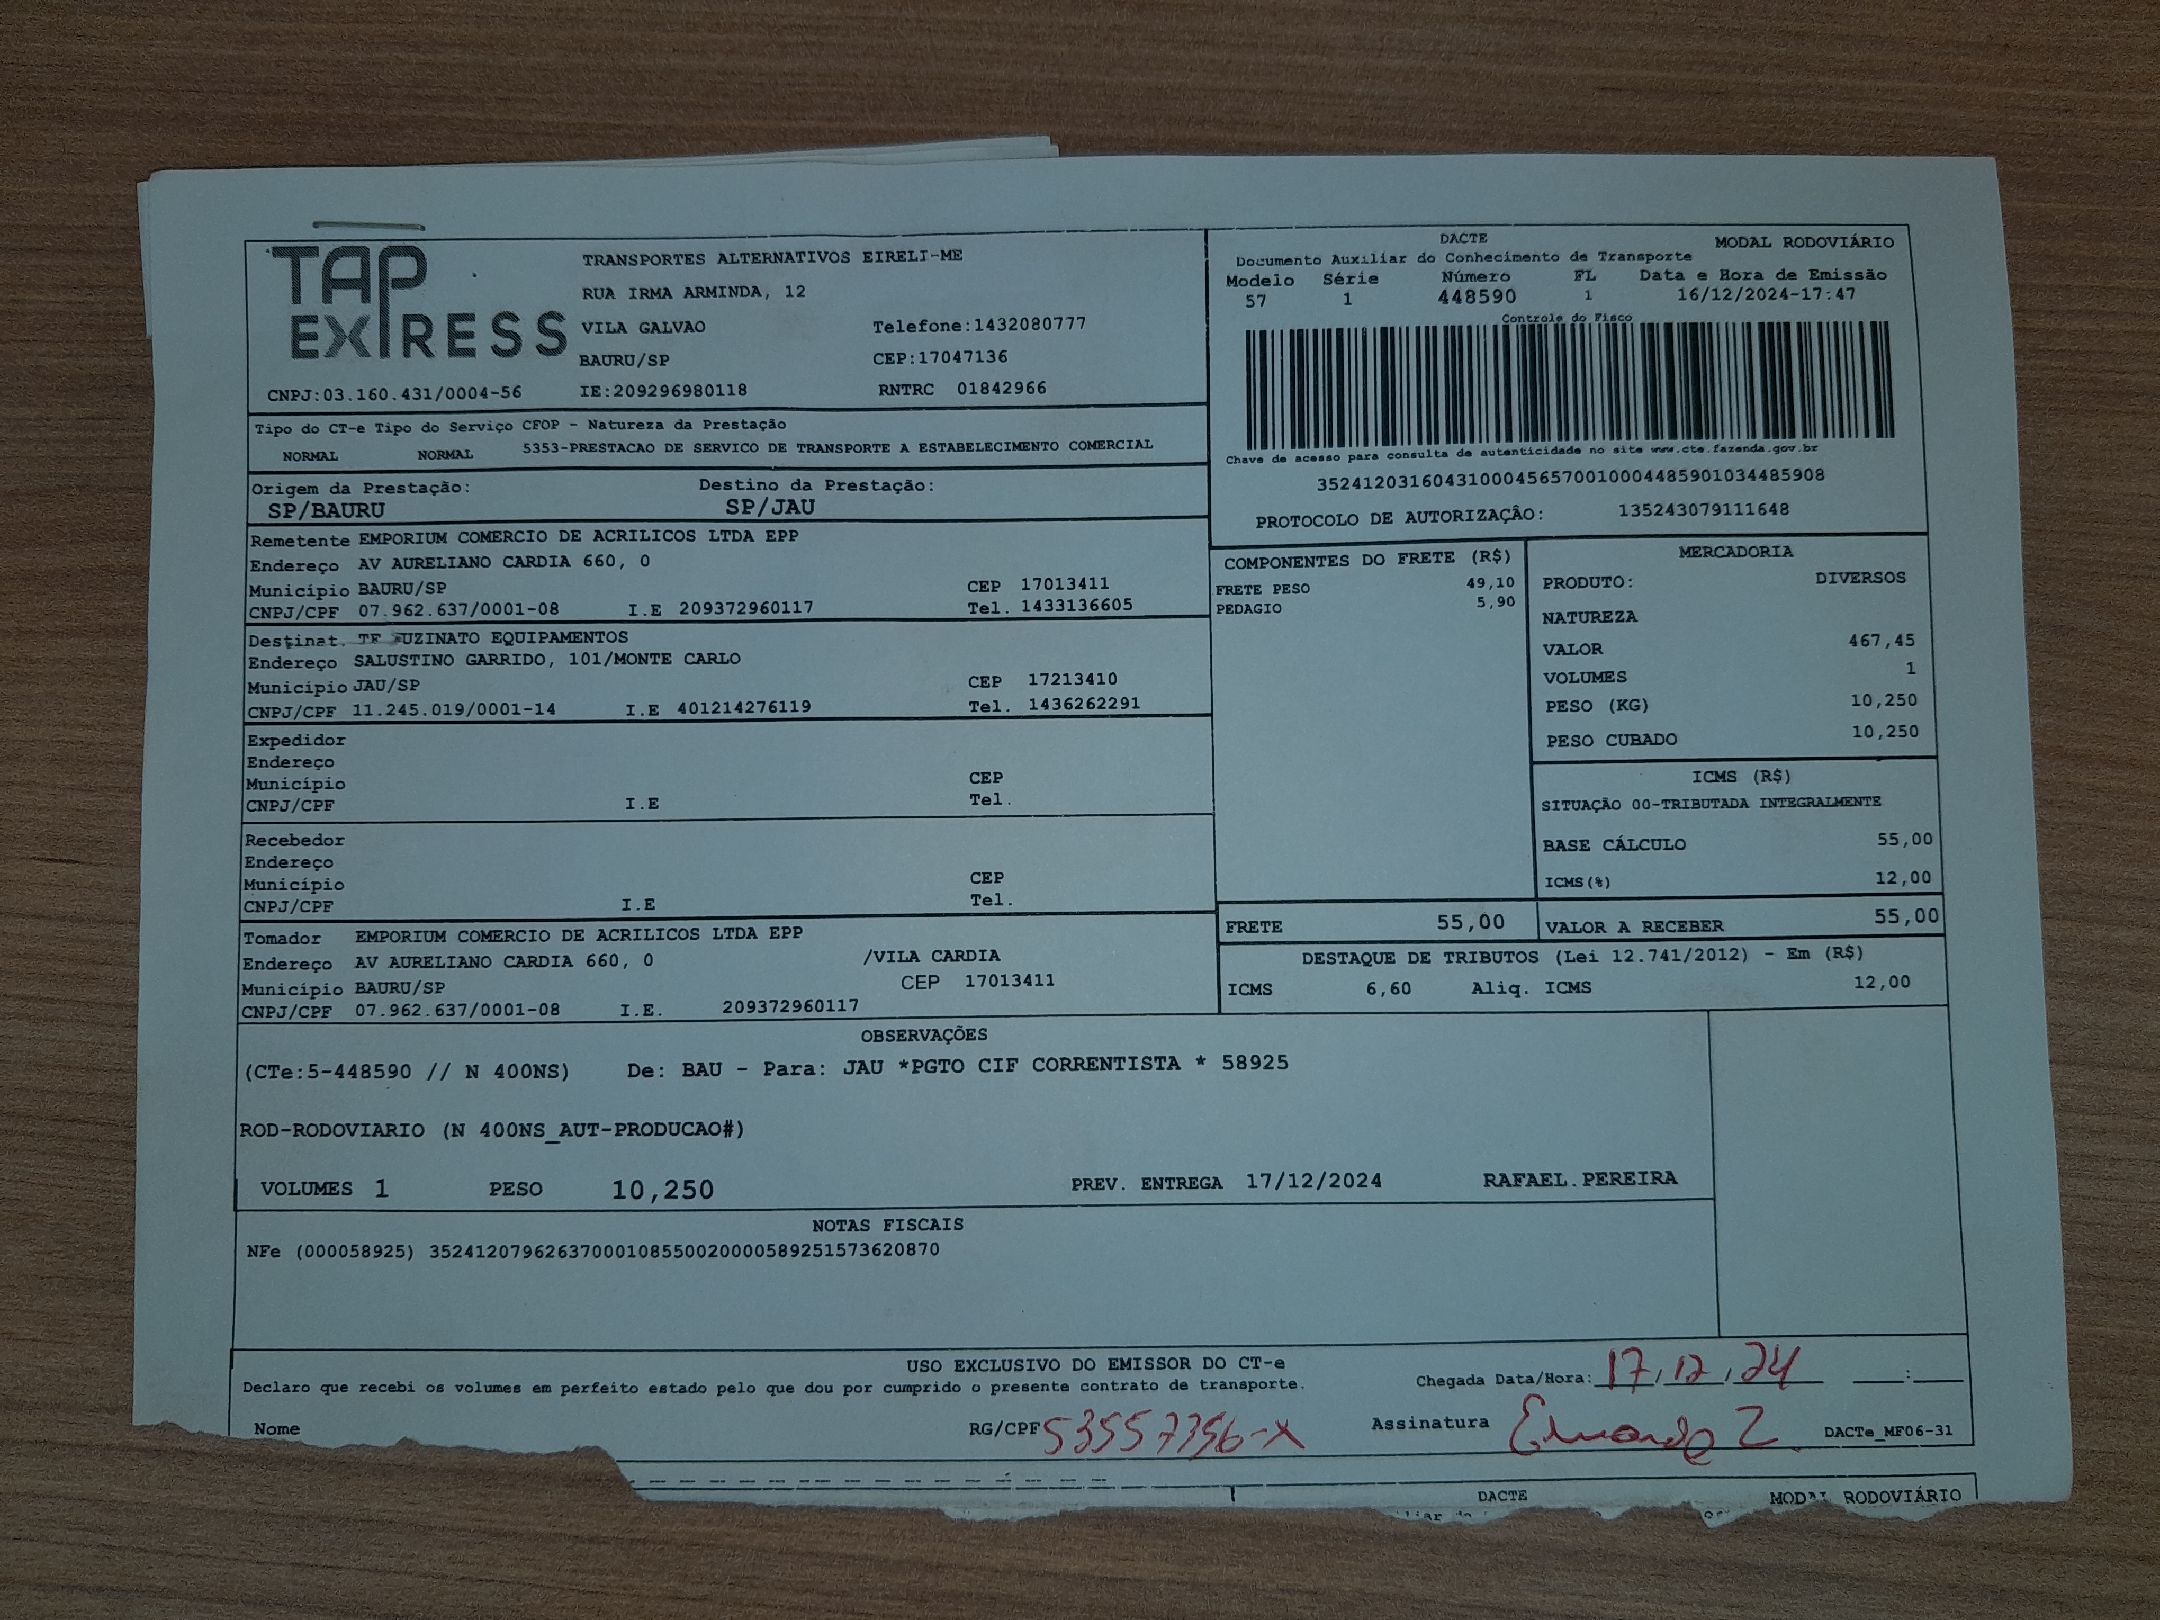 TAP EXPRESS
TRANSPORTES ALTERNATIVOS EIRELI-ME
RUA IRMA ARMINDA, 12
VILA GALVAO Telefone:1432080777
BAURU/SP CEP:17047136
CNPJ:03.160.431/0004-56 IE:209296980118 RNTRC 01842966
DACTE MODAL RODOVIÁRIO
Documento Auxiliar do Conhecimento de Transporte
Modelo Série Número FL Data e Hora de Emissão
57 1 448590 1 16/12/2024-17:47
Controle do Fisco
Chave de acesso para consulta de autenticidade no site www.cte.fazenda.gov.br
35241203160431000456570010004485901034485908
PROTOCOLO DE AUTORIZAÇÂO: 135243079111648
Tipo do CT-e Tipo do Serviço CFOP - Natureza da Prestação
NORMAL NORMAL 5353-PRESTACAO DE SERVICO DE TRANSPORTE A ESTABELECIMENTO COMERCIAL
Origem da Prestação: Destino da Prestação:
SP/BAURU SP/JAU
Remetente EMPORIUM COMERCIO DE ACRILICOS LTDA EPP
Endereço AV AURELIANO CARDIA 660, 0
Município BAURU/SP CEP 17013411
CNPJ/CPF 07.962.637/0001-08 I.E 209372960117 Tel. 1433136605
Destinat. UZINATO EQUIPAMENTOS
Endereço SALUSTINO GARRIDO, 101/MONTE CARLO
Município JAU/SP CEP 17213410
CNPJ/CPF 11.245.019/0001-14 I.E 401214276119 Tel. 1436262291
Expedidor
Endereço
Município CEP
CNPJ/CPF I.E Tel.
Recebedor
Endereço
Município CEP
CNPJ/CPF I.E Tel.
Tomador EMPORIUM COMERCIO DE ACRILICOS LTDA EPP
Endereço AV AURELIANO CARDIA 660, 0 /VILA CARDIA
Município BAURU/SP CEP 17013411
CNPJ/CPF 07.962.637/0001-08 I.E. 209372960117
COMPONENTES DO FRETE (R$)
FRETE PESO 49,10
PEDAGIO 5,90
MERCADORIA
PRODUTO: DIVERSOS
NATUREZA
VALOR 467,45
VOLUMES 1
PESO (KG) 10,250
PESO CUBADO 10,250
ICMS (R$)
SITUAÇÃO 00-TRIBUTADA INTEGRALMENTE
BASE CÁLCULO 55,00
ICMS(%) 12,00
FRETE 55,00 VALOR A RECEBER 55,00
DESTAQUE DE TRIBUTOS (Lei 12.741/2012) - Em (R$)
ICMS 6,60 Aliq. ICMS 12,00
OBSERVAÇÕES
(CTe:5-448590 // N 400NS) De: BAU - Para: JAU *PGTO CIF CORRENTISTA * 58925
ROD-RODOVIARIO (N 400NS_AUT-PRODUCAO#)
VOLUMES 1 PESO 10,250 PREV. ENTREGA 17/12/2024 RAFAEL.PEREIRA
NOTAS FISCAIS
NFe (000058925) 35241207962637000108550020000589251573620870
USO EXCLUSIVO DO EMISSOR DO CT-e
Declaro que recebi os volumes em perfeito estado pelo que dou por cumprido o presente contrato de transporte. Chegada Data/Hora: 17,12,24 :
Nome RG/CPF 53557356-X Assinatura Eduardo Z. DACTe_MF06-31
DACTE MODAL RODOVIÁRIO